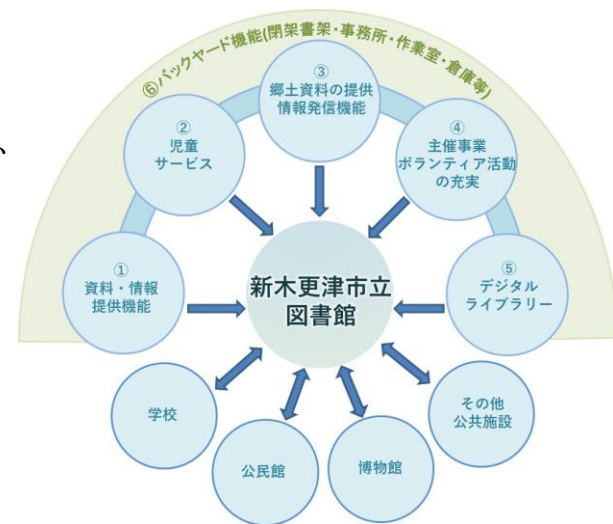 ⑥バックヤード機能(閉架書架・事務所・作業室・倉庫等)
、
③
郷土資料の提供
情報発信機能
②
児童
サービス
④
主催事業
ボランティア活動
の充実
①
資料・情報
提供機能
新木更津市立
図書館
⑤
デジタル
ライブラリー
学校
公民館
博物館
その他
公共施設